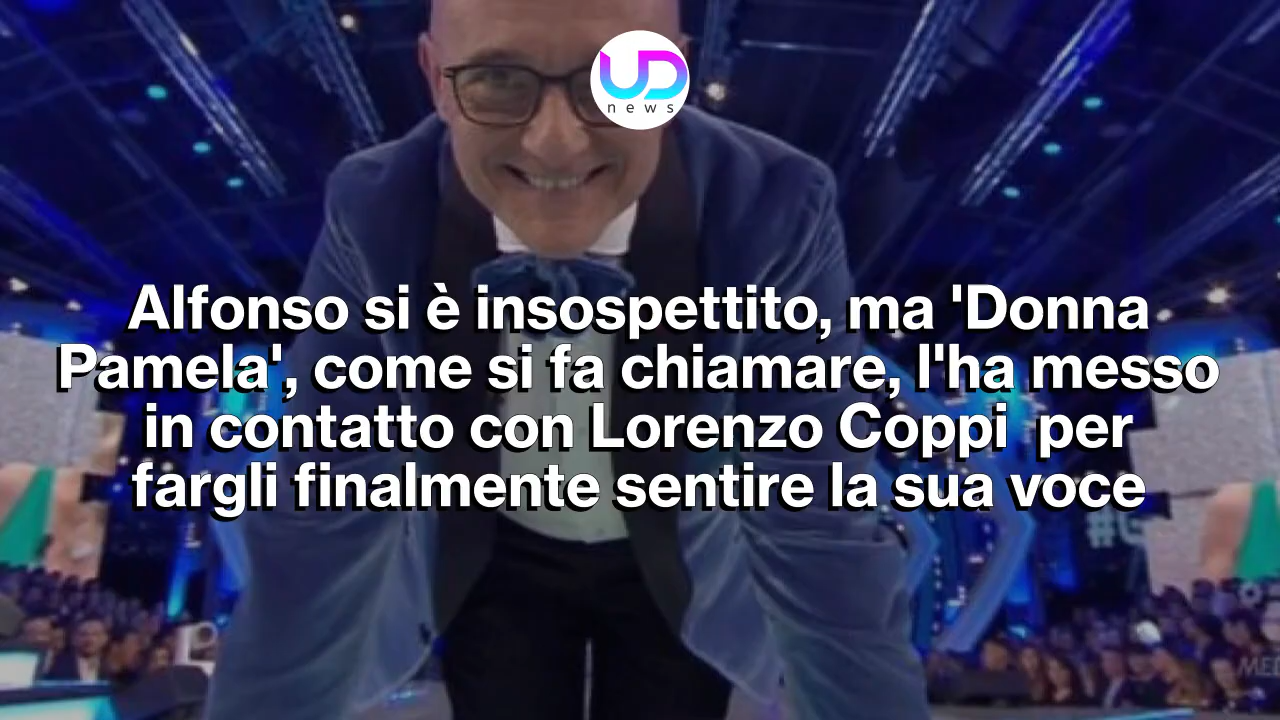 UD
news
Alfonso si è insospettito, ma 'Donna
Pamela', come si fa chiamare, l'ha messo
in contatto con Lorenzo Coppi  per
fargli finalmente sentire la sua voce